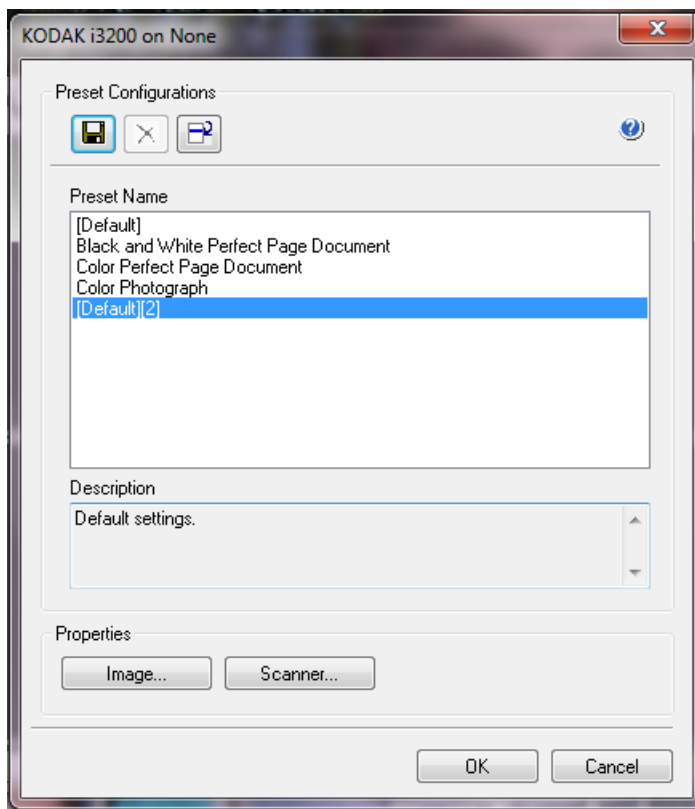 KODAK i3200 on None
Preset Configurations
Preset Name
[Default]
Black and White Perfect Page Document
Color Perfect Page Document
Color Photograph
[Default][2]
Description
Default settings.
Properties
Image... Scanner...
OK Cancel